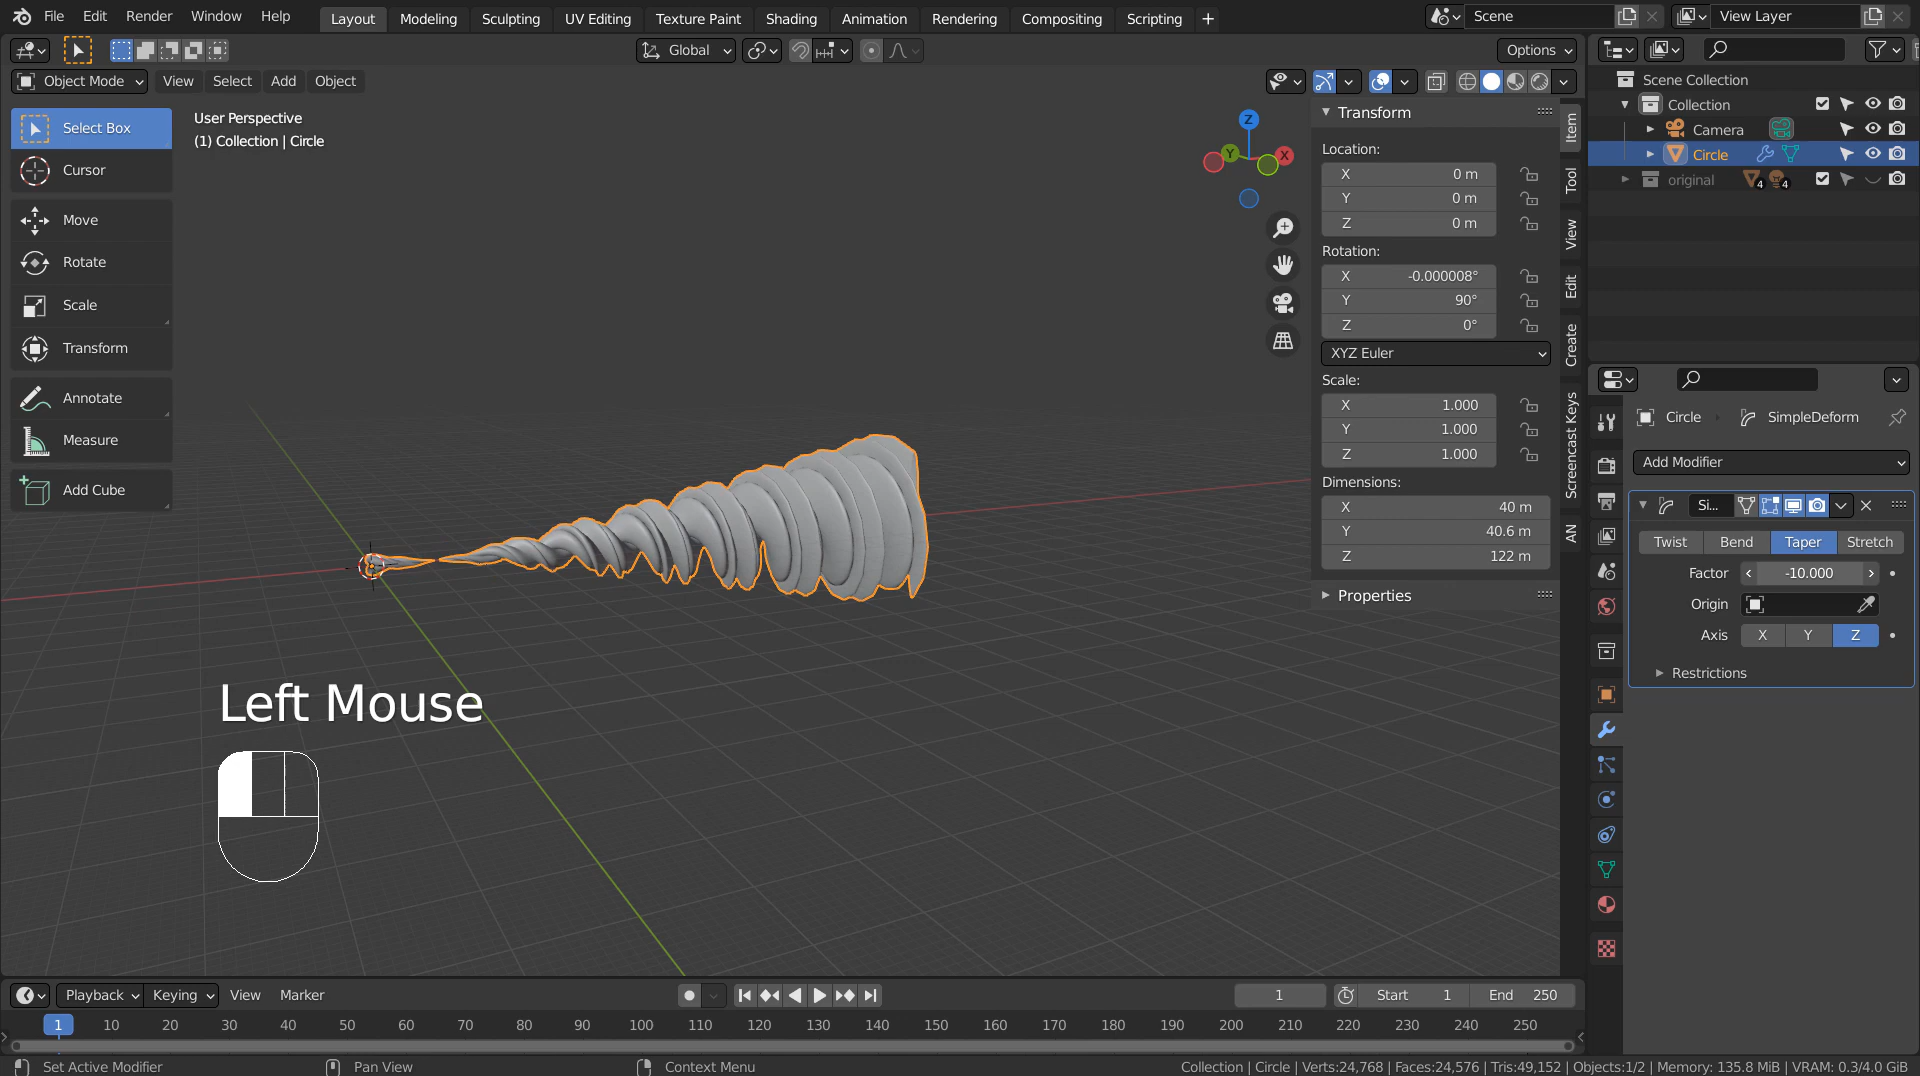 File Edit Render Window Help Layout Modeling Sculpting UV Editing Texture Paint Shading Animation Rendering Compositing Scripting + Scene View Layer
Global Options
Object Mode View Select Add Object
Select Box
Cursor
Move
Rotate
Scale
Transform
Annotate
Measure
Add Cube
User Perspective
(1) Collection | Circle
Z
Y
X
Left Mouse
Transform
Location:
X 0 m
Y 0 m
Z 0 m
Rotation:
X -0.000008°
Y 90°
Z 0°
XYZ Euler
Scale:
X 1.000
Y 1.000
Z 1.000
Dimensions:
X 40 m
Y 40.6 m
Z 122 m
Properties
Item
Tool
View
Edit
Create
Screencast Keys
AN
Scene Collection
Collection
Camera
Circle
original 4 4
Circle SimpleDeform
Add Modifier
Si...
Twist Bend Taper Stretch
Factor -10.000
Origin
Axis X Y Z
Restrictions
Playback Keying View Marker 1 Start 1 End 250
1 10 20 30 40 50 60 70 80 90 100 110 120 130 140 150 160 170 180 190 200 210 220 230 240 250
Set Active Modifier Pan View Context Menu Collection | Circle | Verts:24,768 | Faces:24,576 | Tris:49,152 | Objects:1/2 | Memory: 135.8 MiB | VRAM: 0.3/4.0 GiB